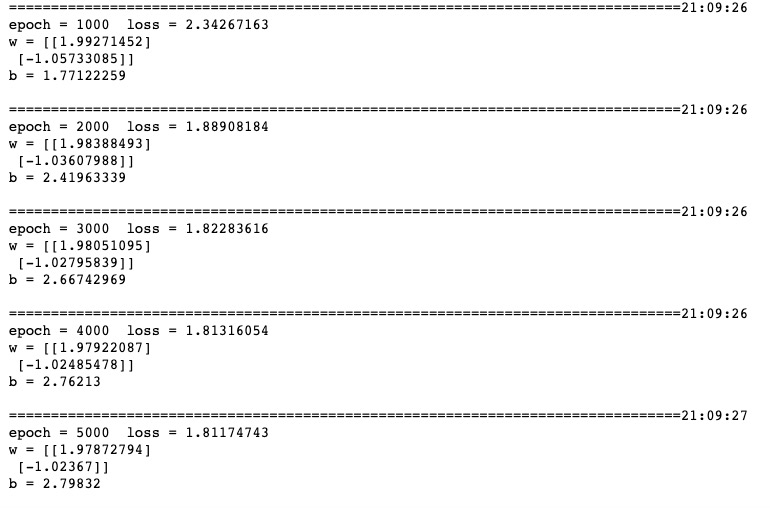 ================================================================================21:09:26
epoch = 1000  loss = 2.34267163
w = [[1.99271452]
 [-1.05733085]]
b = 1.77122259

================================================================================21:09:26
epoch = 2000  loss = 1.88908184
w = [[1.98388493]
 [-1.03607988]]
b = 2.41963339

================================================================================21:09:26
epoch = 3000  loss = 1.82283616
w = [[1.98051095]
 [-1.02795839]]
b = 2.66742969

================================================================================21:09:26
epoch = 4000  loss = 1.81316054
w = [[1.97922087]
 [-1.02485478]]
b = 2.76213

================================================================================21:09:27
epoch = 5000  loss = 1.81174743
w = [[1.97872794]
 [-1.02367]]
b = 2.79832